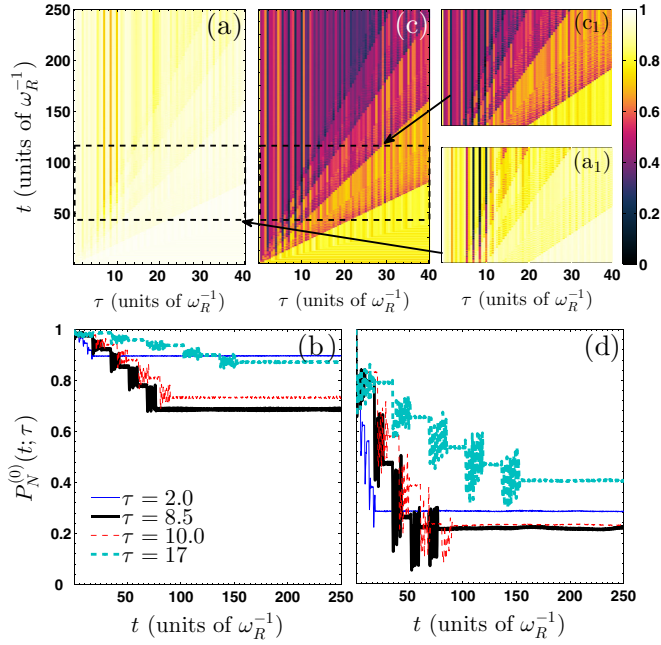 250
200
150
100
50
t (units of ω_R^{-1})
(a)
(c)
(c₁)
(a₁)
10 20 30 40
τ (units of ω_R^{-1})
10 20 30 40
τ (units of ω_R^{-1})
10 20 30 40
τ (units of ω_R^{-1})
1
0.8
0.6
0.4
0.2
0
1
0.8
0.6
0.4
0.2
0
P_N^{(0)}(t; τ)
(b)
(d)
τ = 2.0
τ = 8.5
τ = 10.0
τ = 17
50 100 150 200 250
t (units of ω_R^{-1})
50 100 150 200 250
t (units of ω_R^{-1})